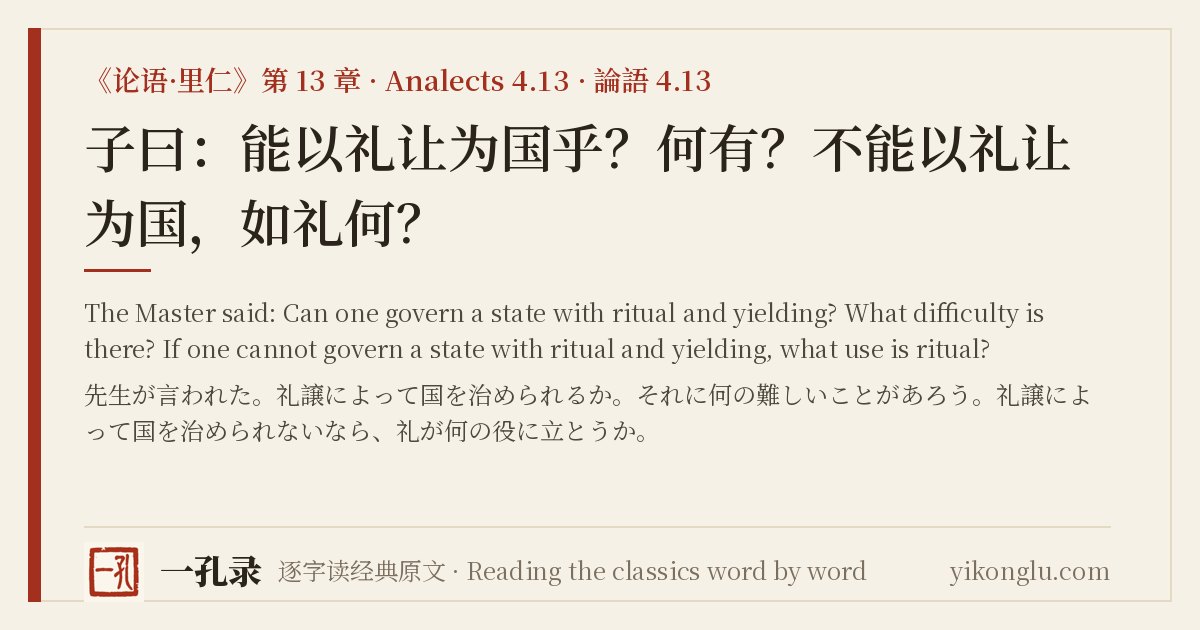 《论语·里仁》第 13 章 · Analects 4.13 · 論語 4.13
子曰：能以礼让为国乎？何有？不能以礼让
为国，如礼何？
The Master said: Can one govern a state with ritual and yielding? What difficulty is
there? If one cannot govern a state with ritual and yielding, what use is ritual?
先生が言われた。礼譲によって国を治められるか。それに何の難しいことがあろう。礼譲によ
って国を治められないなら、礼が何の役に立とうか。
一孔
一孔录 逐字读经典原文 · Reading the classics word by word yikonglu.com